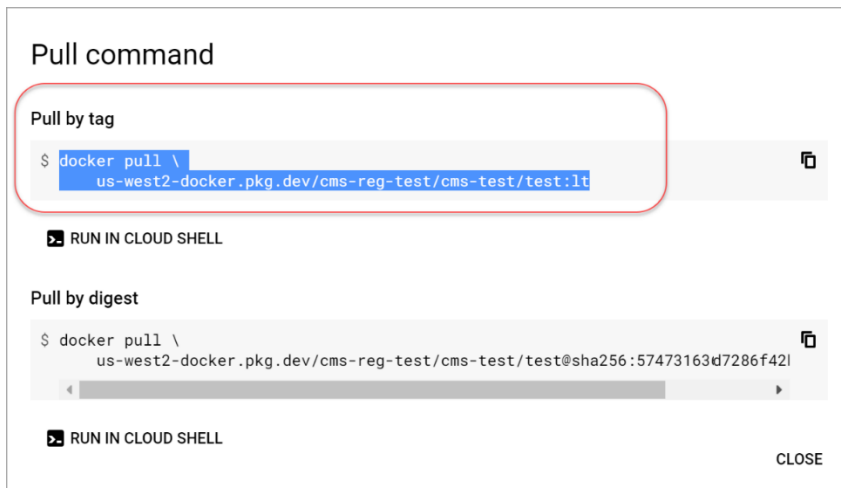 Pull command
Pull by tag
$ docker pull \
us-west2-docker.pkg.dev/cms-reg-test/cms-test/test:lt
RUN IN CLOUD SHELL
Pull by digest
$ docker pull \
us-west2-docker.pkg.dev/cms-reg-test/cms-test/test@sha256:57473163d7286f42
RUN IN CLOUD SHELL
CLOSE